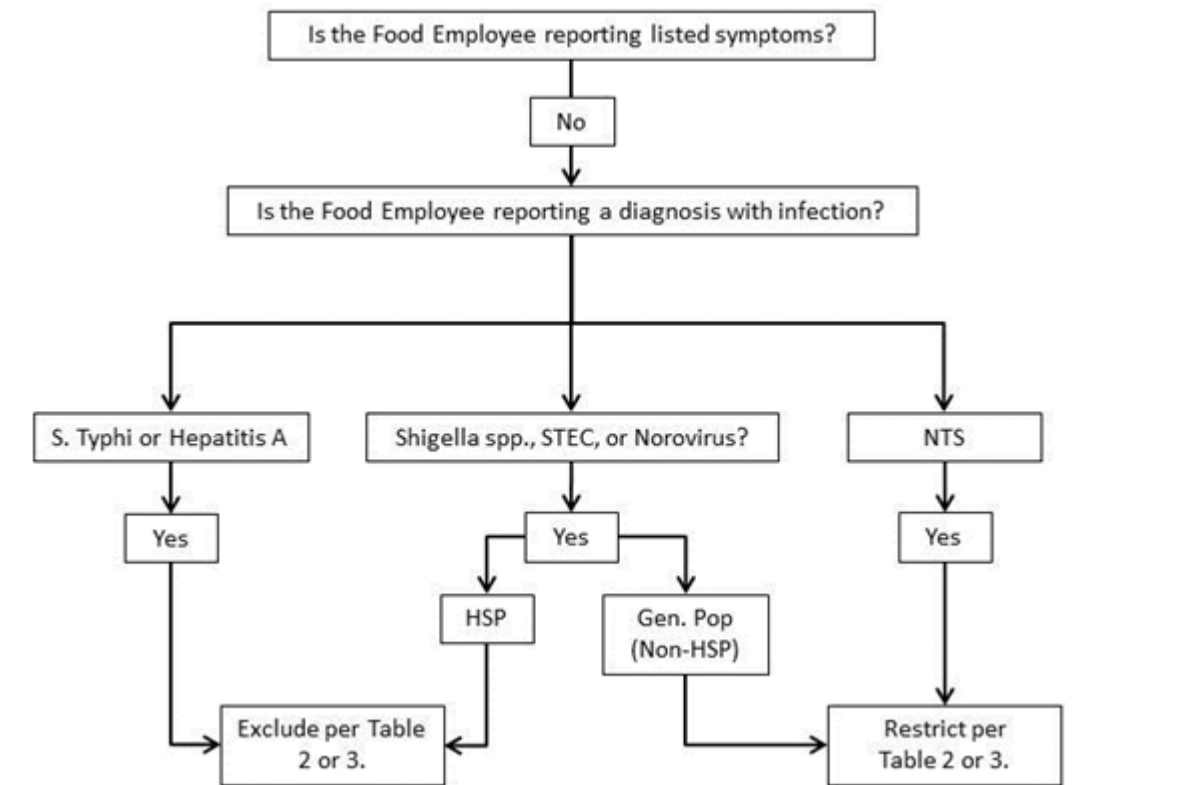 Is the Food Employee reporting listed symptoms?
No
Is the Food Employee reporting a diagnosis with infection?
S. Typhi or Hepatitis A
Shigella spp., STEC, or Norovirus?
NTS
Yes
Yes
Yes
HSP
Gen. Pop
(Non-HSP)
Exclude per Table
2 or 3.
Restrict per
Table 2 or 3.